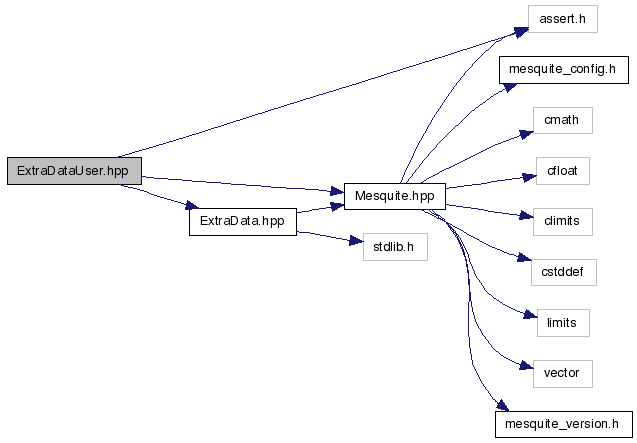 assert.h
mesquite_config.h
cmath
ExtraDataUser.hpp
cfloat
Mesquite.hpp
ExtraData.hpp
climits
stdlib.h
cstddef
limits
vector
mesquite_version.h